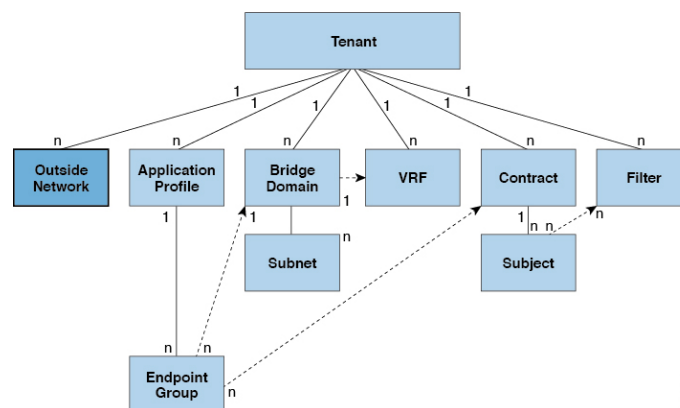 Tenant
1
1
1
1
1
1
n
n
n
n
n
n
Outside
Network
Application
Profile
Bridge
Domain
VRF
Contract
Filter
1
1
1
1
n
n
n
n
Subnet
Subject
n
n
Endpoint
Group
n